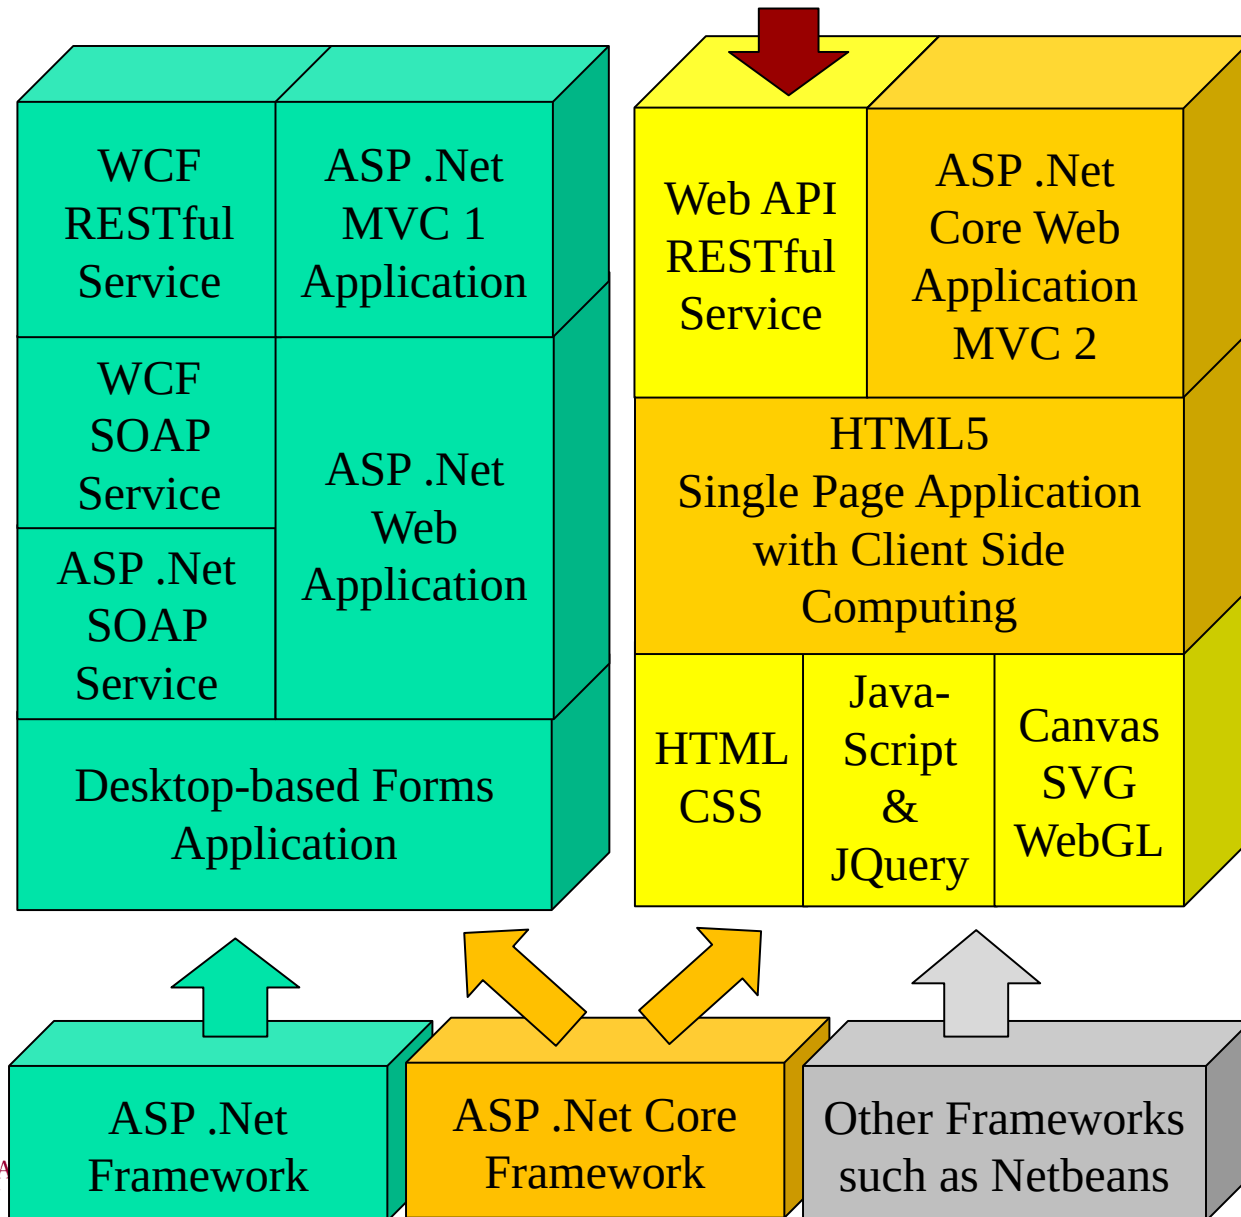 WCF
RESTful
Service
ASP .Net
MVC 1
Application
WCF
SOAP
Service
ASP .Net
SOAP
Service
ASP .Net
Web
Application
Desktop-based Forms
Application
Web API
RESTful
Service
ASP .Net
Core Web
Application
MVC 2
HTML5
Single Page Application
with Client Side
Computing
HTML
CSS
Java-
Script
&
JQuery
Canvas
SVG
WebGL
ASP .Net
Framework
ASP .Net Core
Framework
Other Frameworks
such as Netbeans